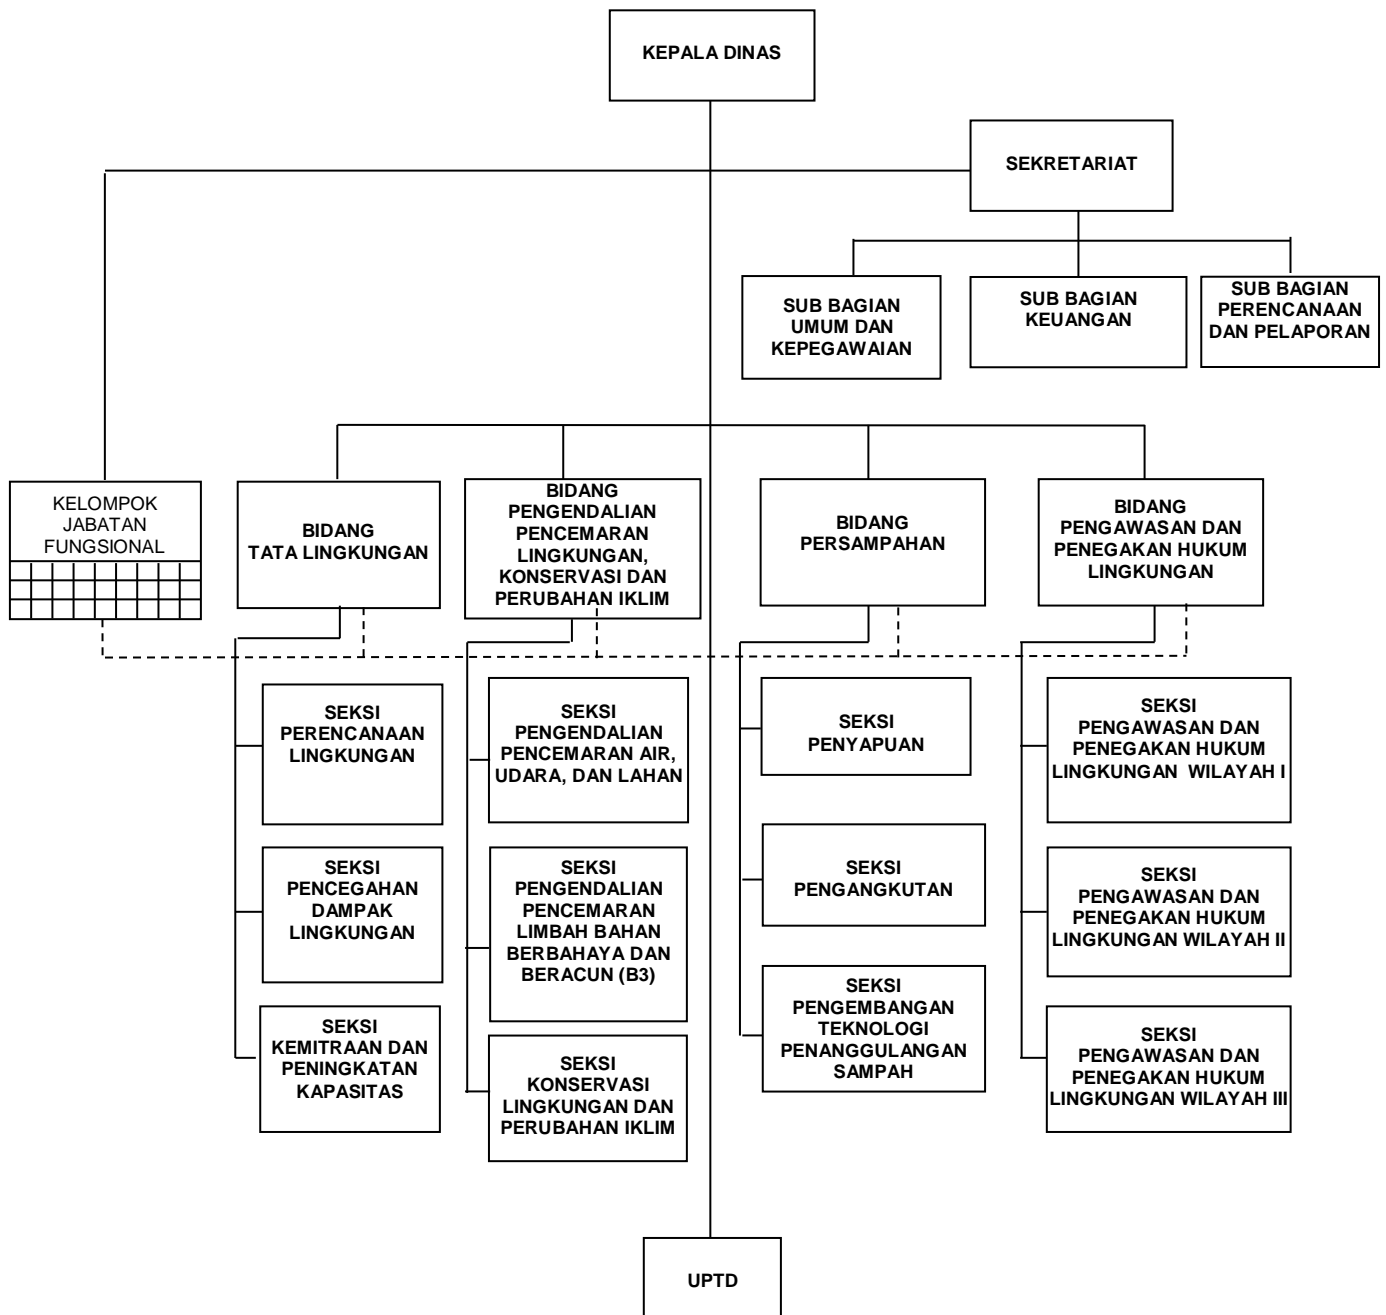 KEPALA DINAS
SEKRETARIAT
SUB BAGIAN
UMUM DAN
KEPEGAWAIAN
SUB BAGIAN
KEUANGAN
SUB BAGIAN
PERENCANAAN
DAN PELAPORAN
KELOMPOK
JABATAN
FUNGSIONAL
BIDANG
TATA LINGKUNGAN
BIDANG
PENGENDALIAN
PENCEMARAN
LINGKUNGAN,
KONSERVASI DAN
PERUBAHAN IKLIM
BIDANG
PERSAMPAHAN
BIDANG
PENGAWASAN DAN
PENEGAKAN HUKUM
LINGKUNGAN
SEKSI
PERENCANAAN
LINGKUNGAN
SEKSI
PENGENDALIAN
PENCEMARAN AIR,
UDARA, DAN LAHAN
SEKSI
PENYAPUAN
SEKSI
PENGAWASAN DAN
PENEGAKAN HUKUM
LINGKUNGAN WILAYAH I
SEKSI
PENCEGAHAN
DAMPAK
LINGKUNGAN
SEKSI
PENGENDALIAN
PENCEMARAN
LIMBAH BAHAN
BERBAHAYA DAN
BERACUN (B3)
SEKSI
PENGANGKUTAN
SEKSI
PENGAWASAN DAN
PENEGAKAN HUKUM
LINGKUNGAN WILAYAH II
SEKSI
KEMITRAAN DAN
PENINGKATAN
KAPASITAS
SEKSI
KONSERVASI
LINGKUNGAN DAN
PERUBAHAN IKLIM
SEKSI
PENGEMBANGAN
TEKNOLOGI
PENANGGULANGAN
SAMPAH
SEKSI
PENGAWASAN DAN
PENEGAKAN HUKUM
LINGKUNGAN WILAYAH III
UPTD